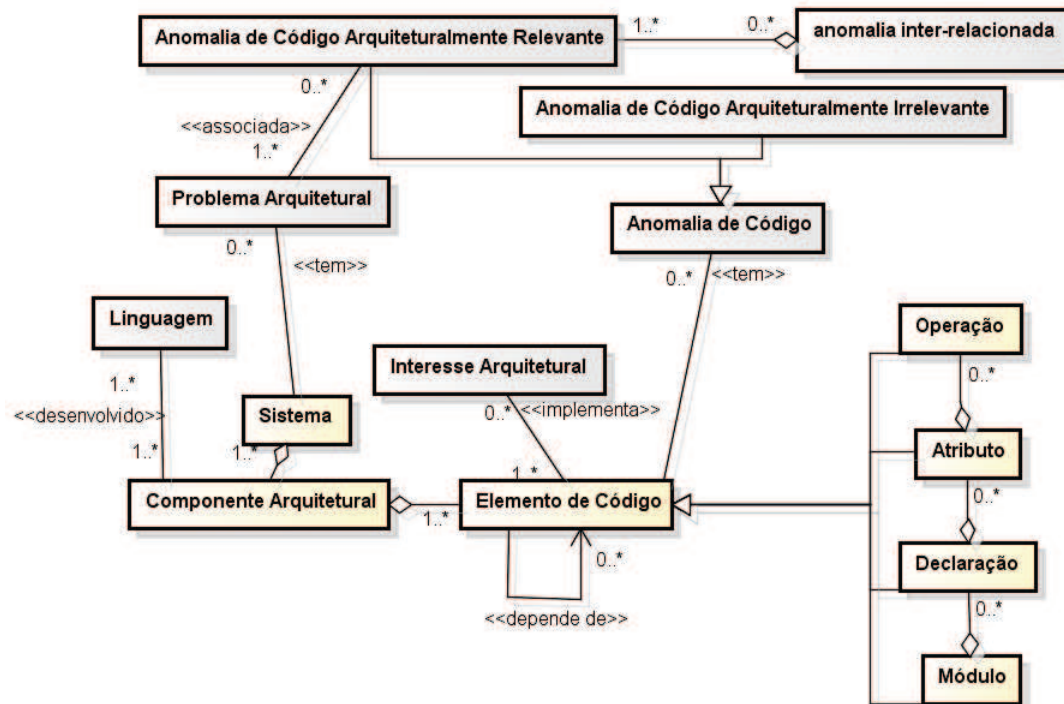 Anomalia de Código Arquiteturalmente Relevante
1..*
0..*
anomalia inter-relacionada
0..*
Anomalia de Código Arquiteturalmente Irrelevante
<<associada>>
1..*
Problema Arquitetural
Anomalia de Código
0..*
<<tem>>
0..*
<<tem>>
Linguagem
Operação
Interesse Arquitetural
1..*
0..*
<<desenvolvido>>
Sistema
0..*
<<implementa>>
1..*
1..*
Atributo
1..*
0..*
Componente Arquitetural
Elemento de Código
1..*
0..*
Declaração
<<depende de>>
0..*
Módulo